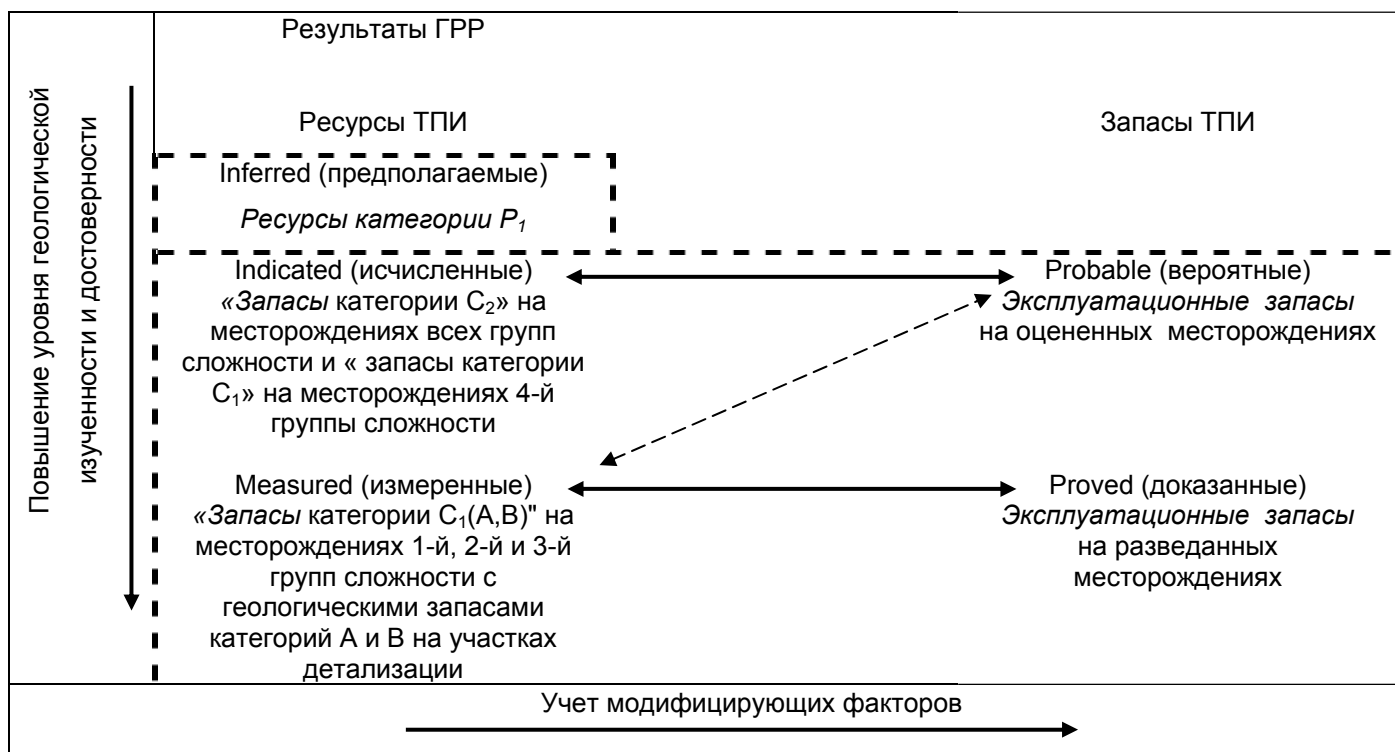 Повышение уровня геологической
изученности и достоверности
Результаты ГРР
Ресурсы ТПИ
Запасы ТПИ
Inferred (предполагаемые)
Ресурсы категории P₁
Indicated (исчисленные)
«Запасы категории С₂» на
месторождениях всех групп
сложности и « запасы категории
С₁» на месторождениях 4-й
группы сложности
Probable (вероятные)
Эксплуатационные запасы
на оцененных месторождениях
Measured (измеренные)
«Запасы категории С₁(А,В)" на
месторождениях 1-й, 2-й и 3-й
групп сложности с
геологическими запасами
категорий А и В на участках
детализации
Proved (доказанные)
Эксплуатационные запасы
на разведанных
месторождениях
Учет модифицирующих факторов